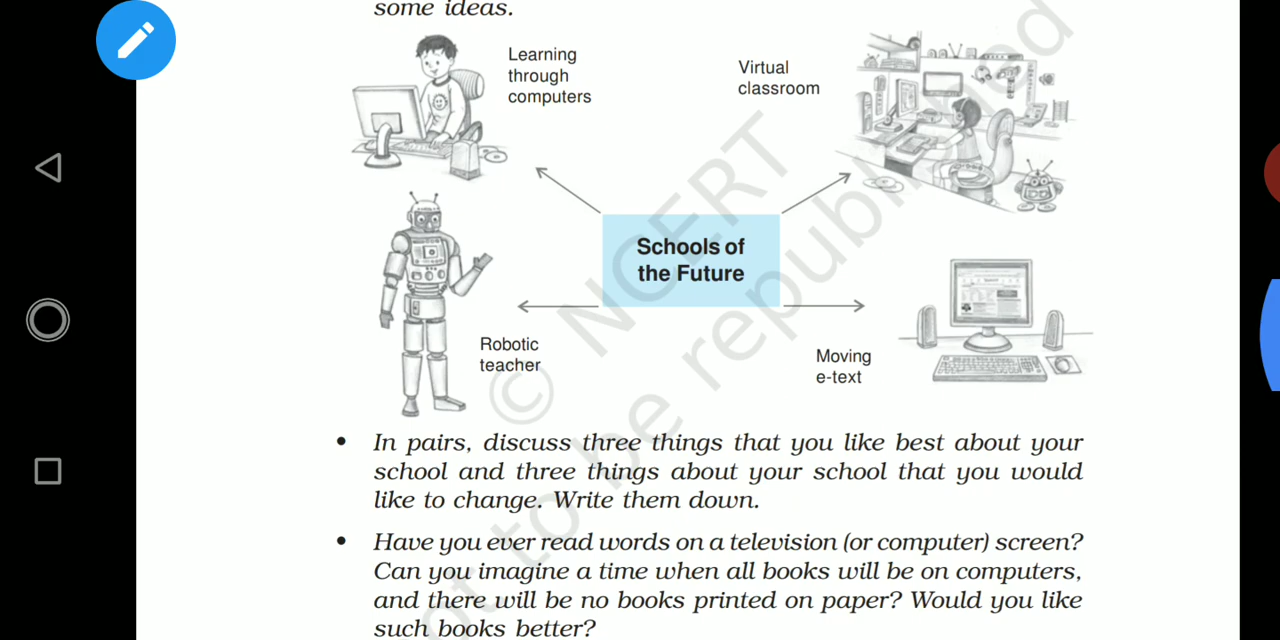 some ideas.
Learning
through
computers
Virtual
classroom
Schools of
the Future
Robotic
teacher
Moving
e-text
© NCERT
not to be republished
• In pairs, discuss three things that you like best about your
school and three things about your school that you would
like to change. Write them down.
• Have you ever read words on a television (or computer) screen?
Can you imagine a time when all books will be on computers,
and there will be no books printed on paper? Would you like
such books better?